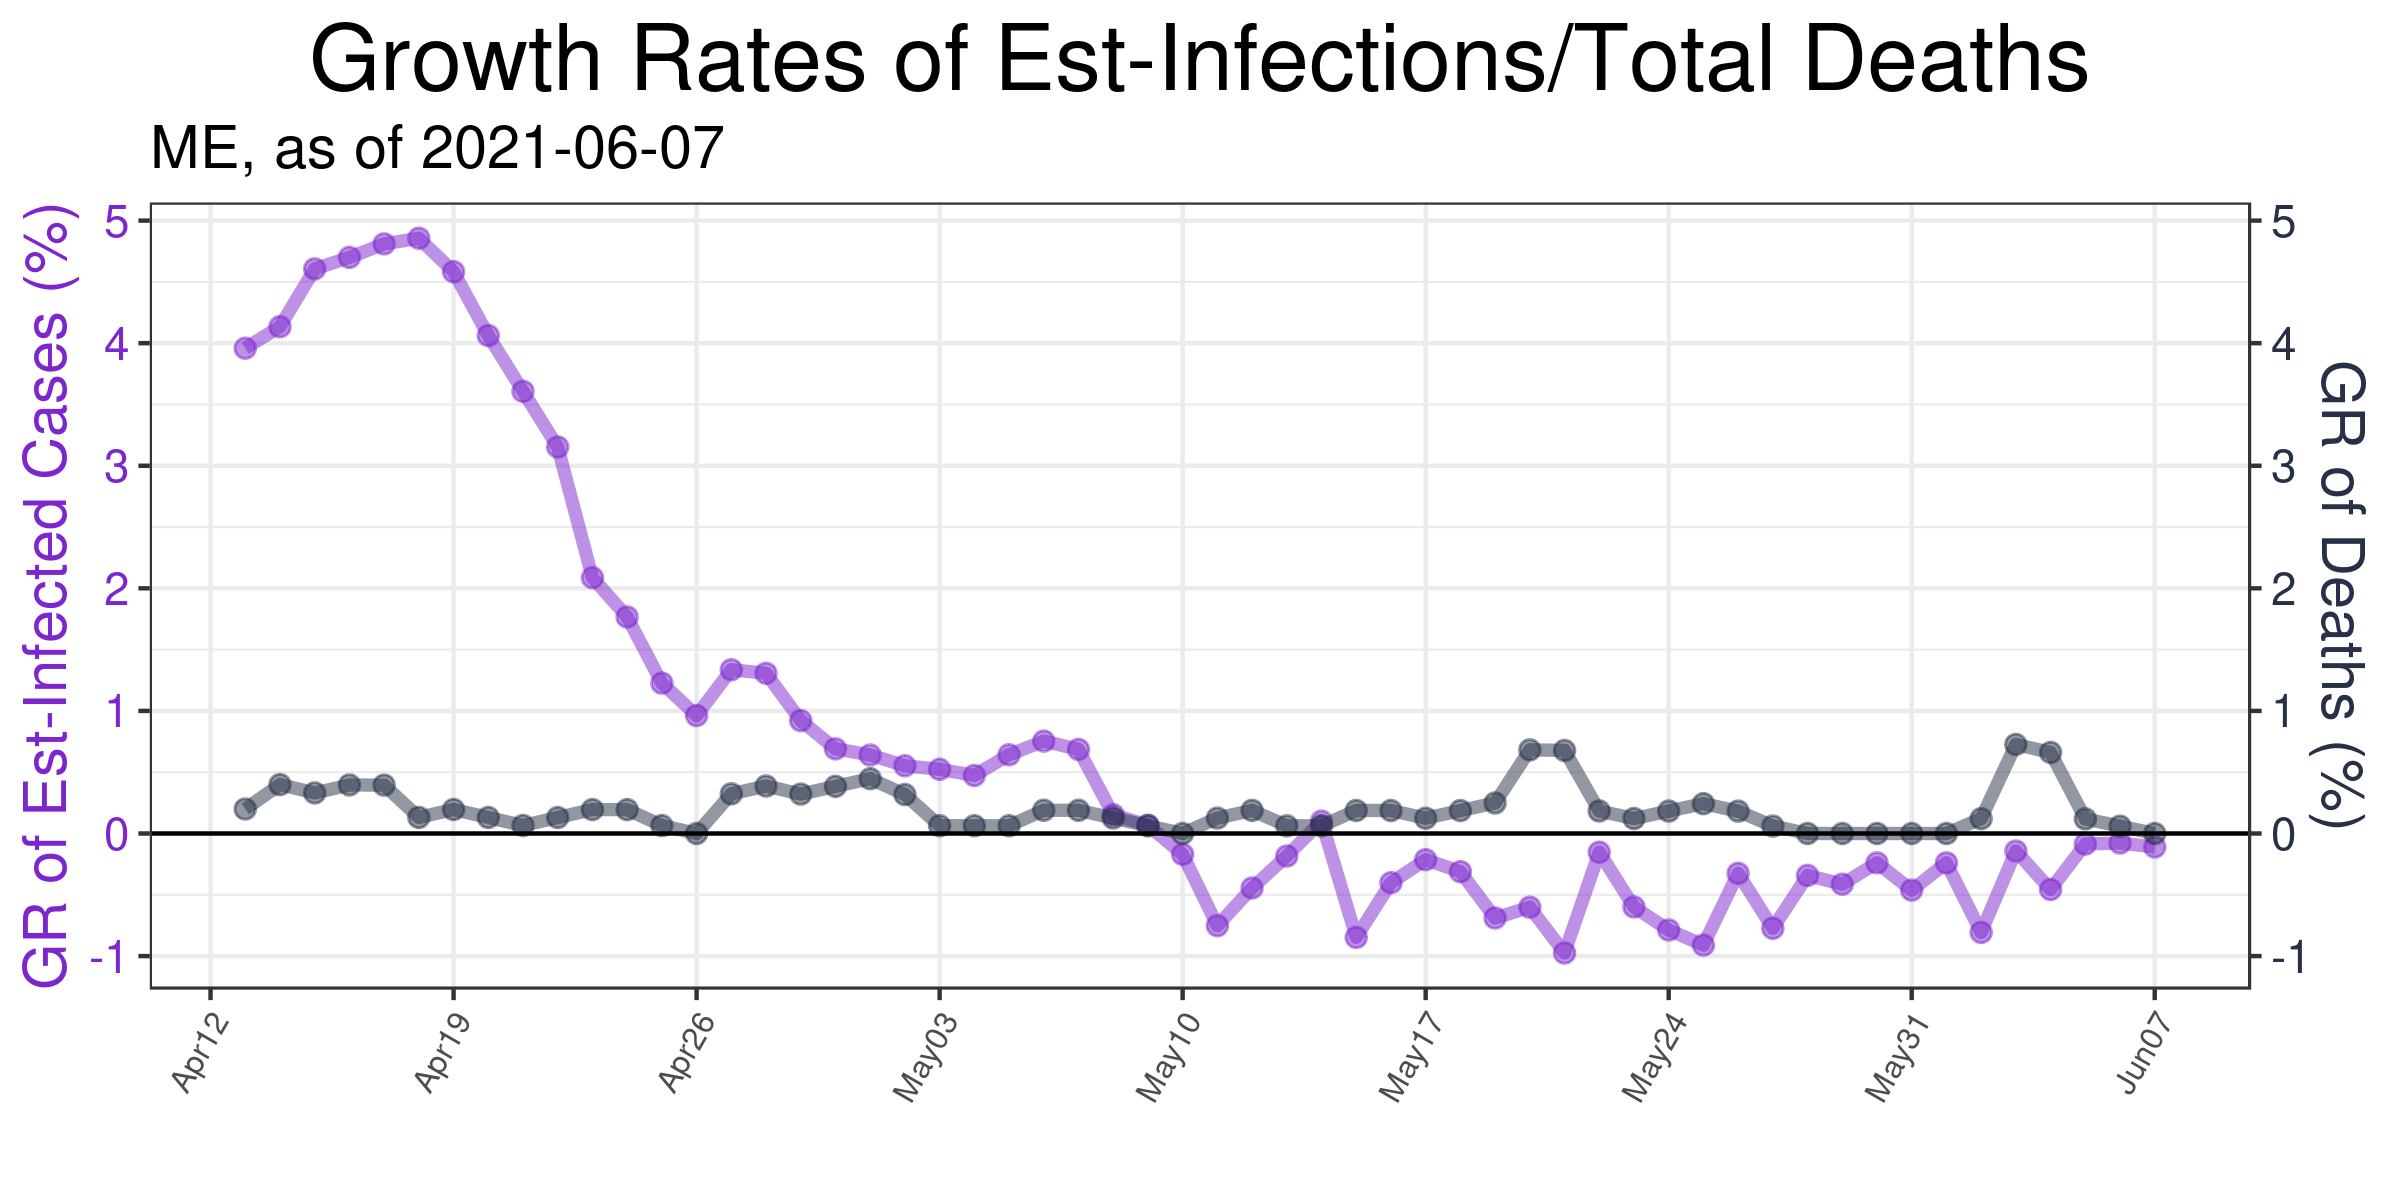 Growth Rates of Est-Infections/Total Deaths
ME, as of 2021-06-07
GR of Est-Infected Cases (%)
5
4
3
2
1
0
-1
5
4
3
2
1
0
-1
GR of Deaths (%)
Apr12
Apr19
Apr26
May03
May10
May17
May24
May31
Jun07